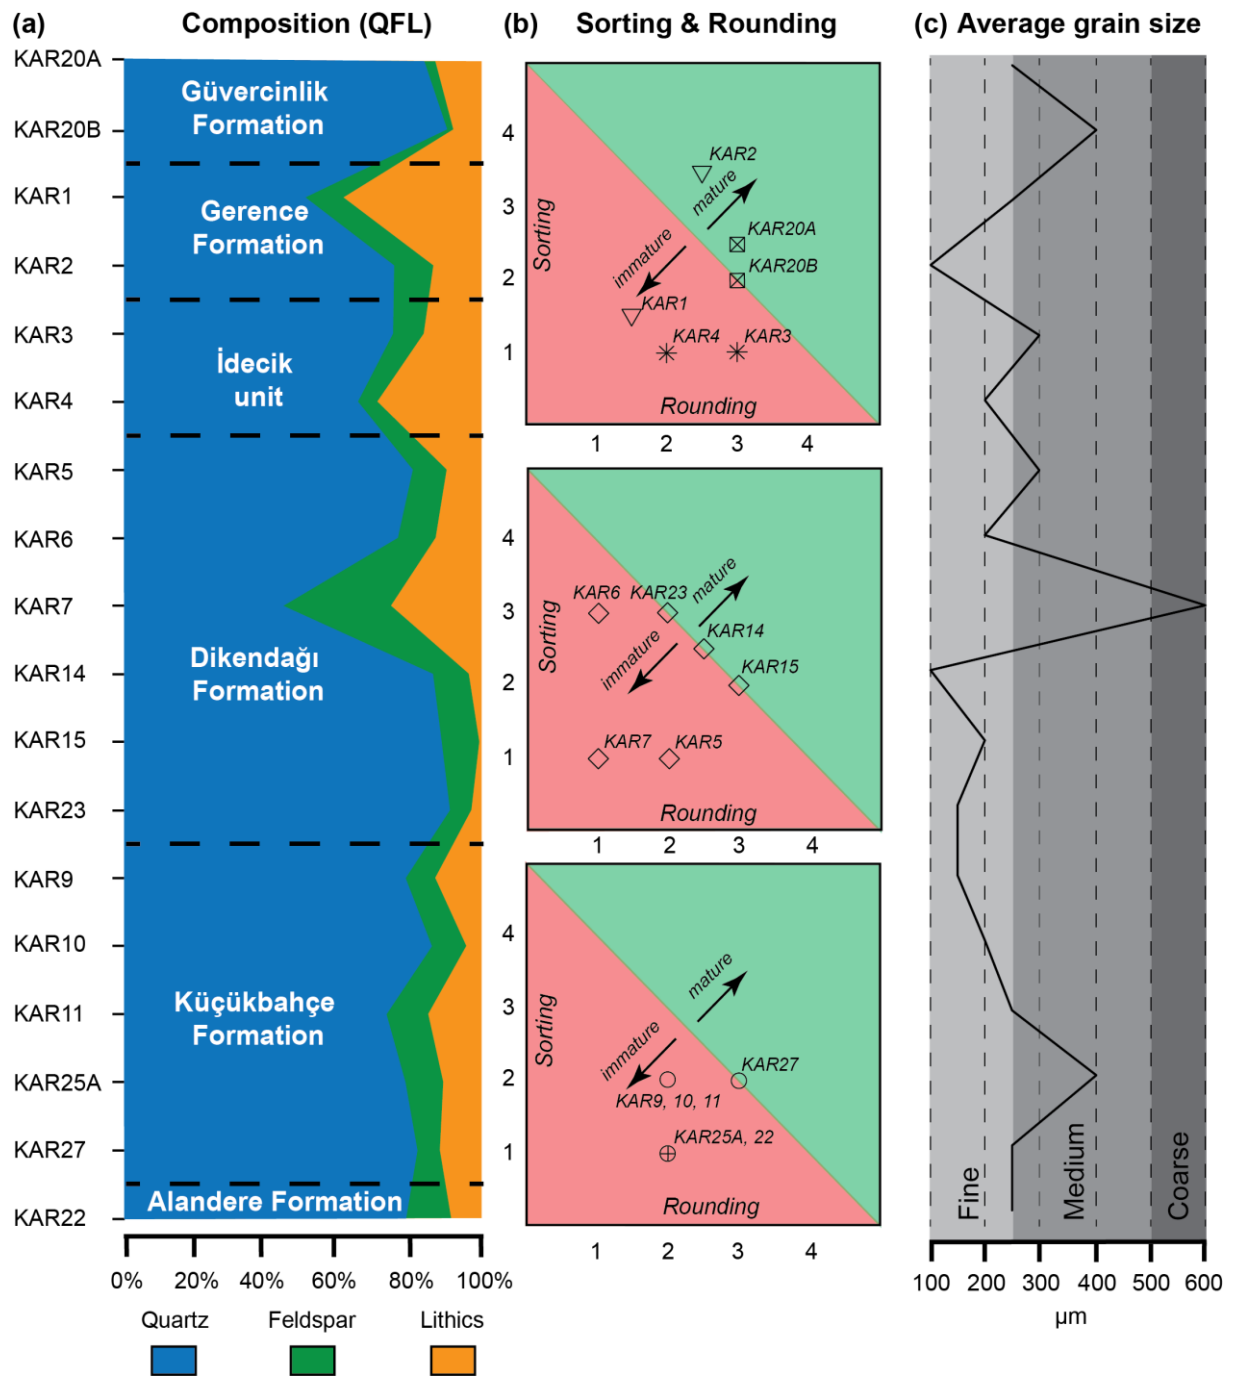 (a) Composition (QFL)
KAR20A
KAR20B
KAR1
KAR2
KAR3
KAR4
KAR5
KAR6
KAR7
KAR14
KAR15
KAR23
KAR9
KAR10
KAR11
KAR25A
KAR27
KAR22
Güvercinlik
Formation
Gerence
Formation
İdecik
unit
Dikendağı
Formation
Küçükbahçe
Formation
Alandere Formation
0% 20% 40% 60% 80% 100%
Quartz Feldspar Lithics
(b) Sorting & Rounding
4
3
2
1
Sorting
KAR2
mature
KAR20A
immature
KAR20B
KAR1
KAR4
KAR3
Rounding
1 2 3 4
4
3
2
1
Sorting
mature
KAR6
KAR23
KAR14
immature
KAR15
KAR7
KAR5
Rounding
1 2 3 4
4
3
2
1
Sorting
mature
immature
KAR27
KAR9, 10, 11
KAR25A, 22
Rounding
1 2 3 4
(c) Average grain size
Fine
Medium
Coarse
100 200 300 400 500 600
µm